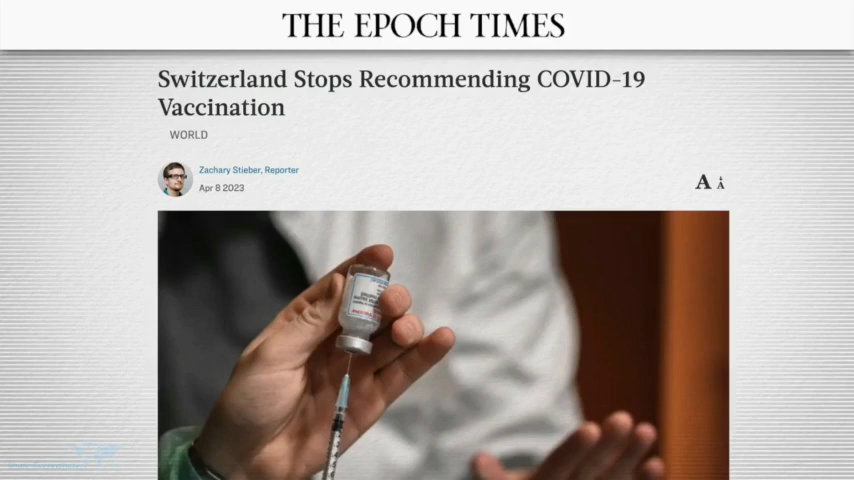 THE EPOCH TIMES
Switzerland Stops Recommending COVID-19
Vaccination
WORLD
Zachary Stieber, Reporter
Apr 8 2023
A A